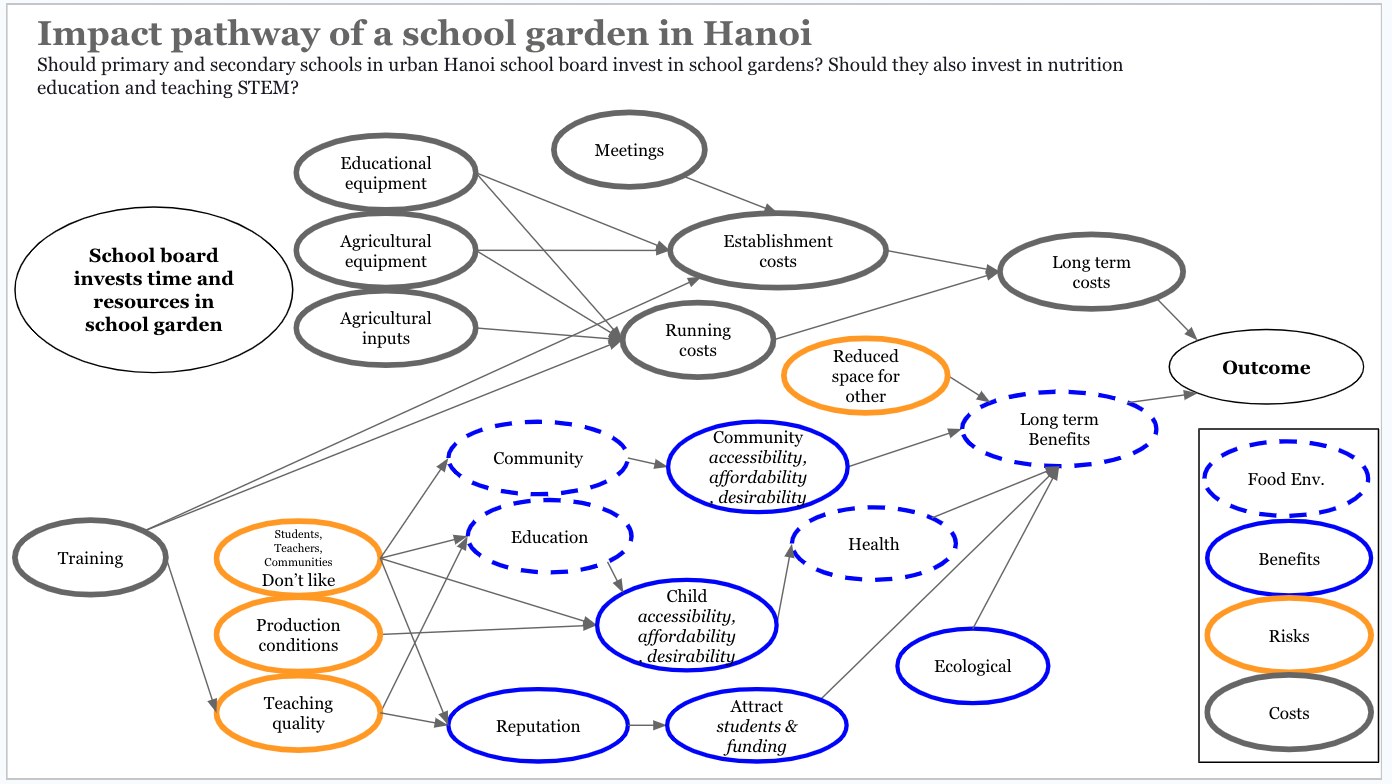 Impact pathway of a school garden in Hanoi
Should primary and secondary schools in urban Hanoi school board invest in school gardens? Should they also invest in nutrition
education and teaching STEM?
Meetings
Educational
equipment
Agricultural
equipment
Agricultural
inputs
School board
invests time and
resources in
school garden
Establishment
costs
Running
costs
Long term
costs
Reduced
space for
other
Outcome
Long term
Benefits
Community
Community
accessibility,
affordability
, desirability
Education
Health
Training
Students,
Teachers,
Communities
Don’t like
Child
accessibility,
affordability
, desirability
Production
conditions
Teaching
quality
Reputation
Attract
students &
funding
Ecological
Food Env.
Benefits
Risks
Costs